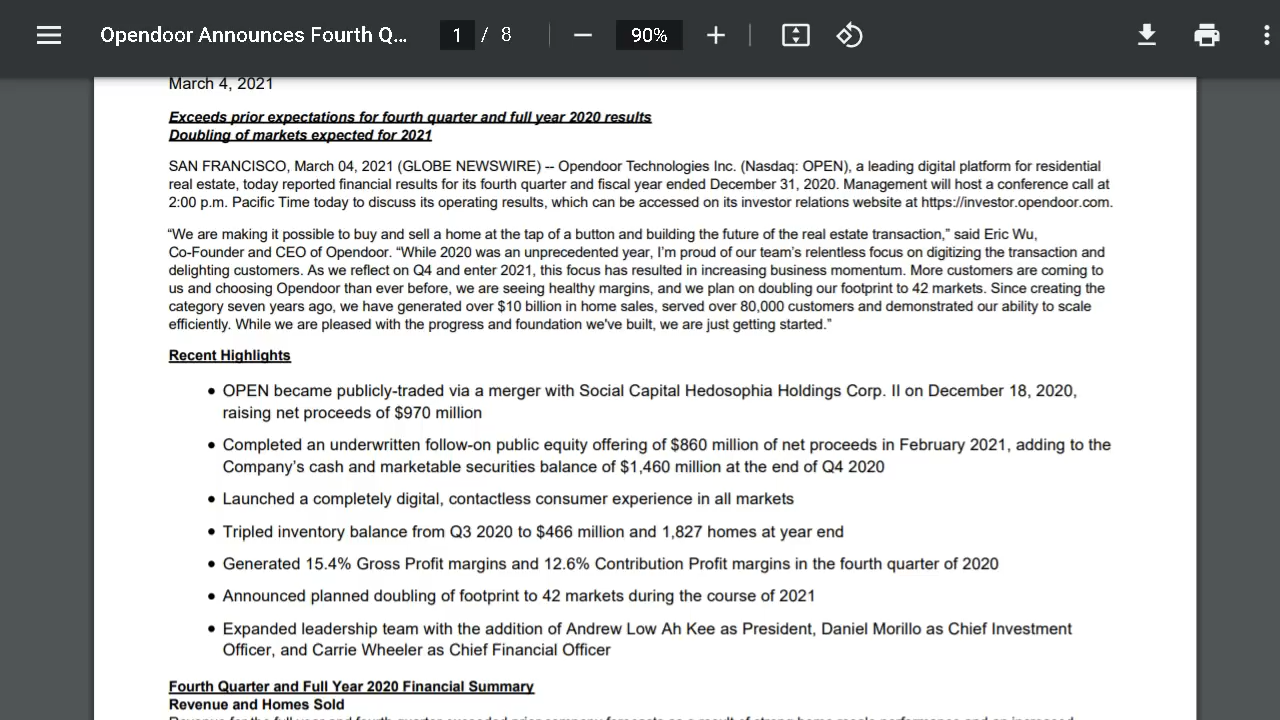 Opendoor Announces Fourth Q...
1 / 8
90%
March 4, 2021
Exceeds prior expectations for fourth quarter and full year 2020 results
Doubling of markets expected for 2021
SAN FRANCISCO, March 04, 2021 (GLOBE NEWSWIRE) -- Opendoor Technologies Inc. (Nasdaq: OPEN), a leading digital platform for residential
real estate, today reported financial results for its fourth quarter and fiscal year ended December 31, 2020. Management will host a conference call at
2:00 p.m. Pacific Time today to discuss its operating results, which can be accessed on its investor relations website at https://investor.opendoor.com.
“We are making it possible to buy and sell a home at the tap of a button and building the future of the real estate transaction,” said Eric Wu,
Co-Founder and CEO of Opendoor. “While 2020 was an unprecedented year, I’m proud of our team’s relentless focus on digitizing the transaction and
delighting customers. As we reflect on Q4 and enter 2021, this focus has resulted in increasing business momentum. More customers are coming to
us and choosing Opendoor than ever before, we are seeing healthy margins, and we plan on doubling our footprint to 42 markets. Since creating the
category seven years ago, we have generated over $10 billion in home sales, served over 80,000 customers and demonstrated our ability to scale
efficiently. While we are pleased with the progress and foundation we've built, we are just getting started.”
Recent Highlights
• OPEN became publicly-traded via a merger with Social Capital Hedosophia Holdings Corp. II on December 18, 2020,
raising net proceeds of $970 million
• Completed an underwritten follow-on public equity offering of $860 million of net proceeds in February 2021, adding to the
Company’s cash and marketable securities balance of $1,460 million at the end of Q4 2020
• Launched a completely digital, contactless consumer experience in all markets
• Tripled inventory balance from Q3 2020 to $466 million and 1,827 homes at year end
• Generated 15.4% Gross Profit margins and 12.6% Contribution Profit margins in the fourth quarter of 2020
• Announced planned doubling of footprint to 42 markets during the course of 2021
• Expanded leadership team with the addition of Andrew Low Ah Kee as President, Daniel Morillo as Chief Investment
Officer, and Carrie Wheeler as Chief Financial Officer
Fourth Quarter and Full Year 2020 Financial Summary
Revenue and Homes Sold